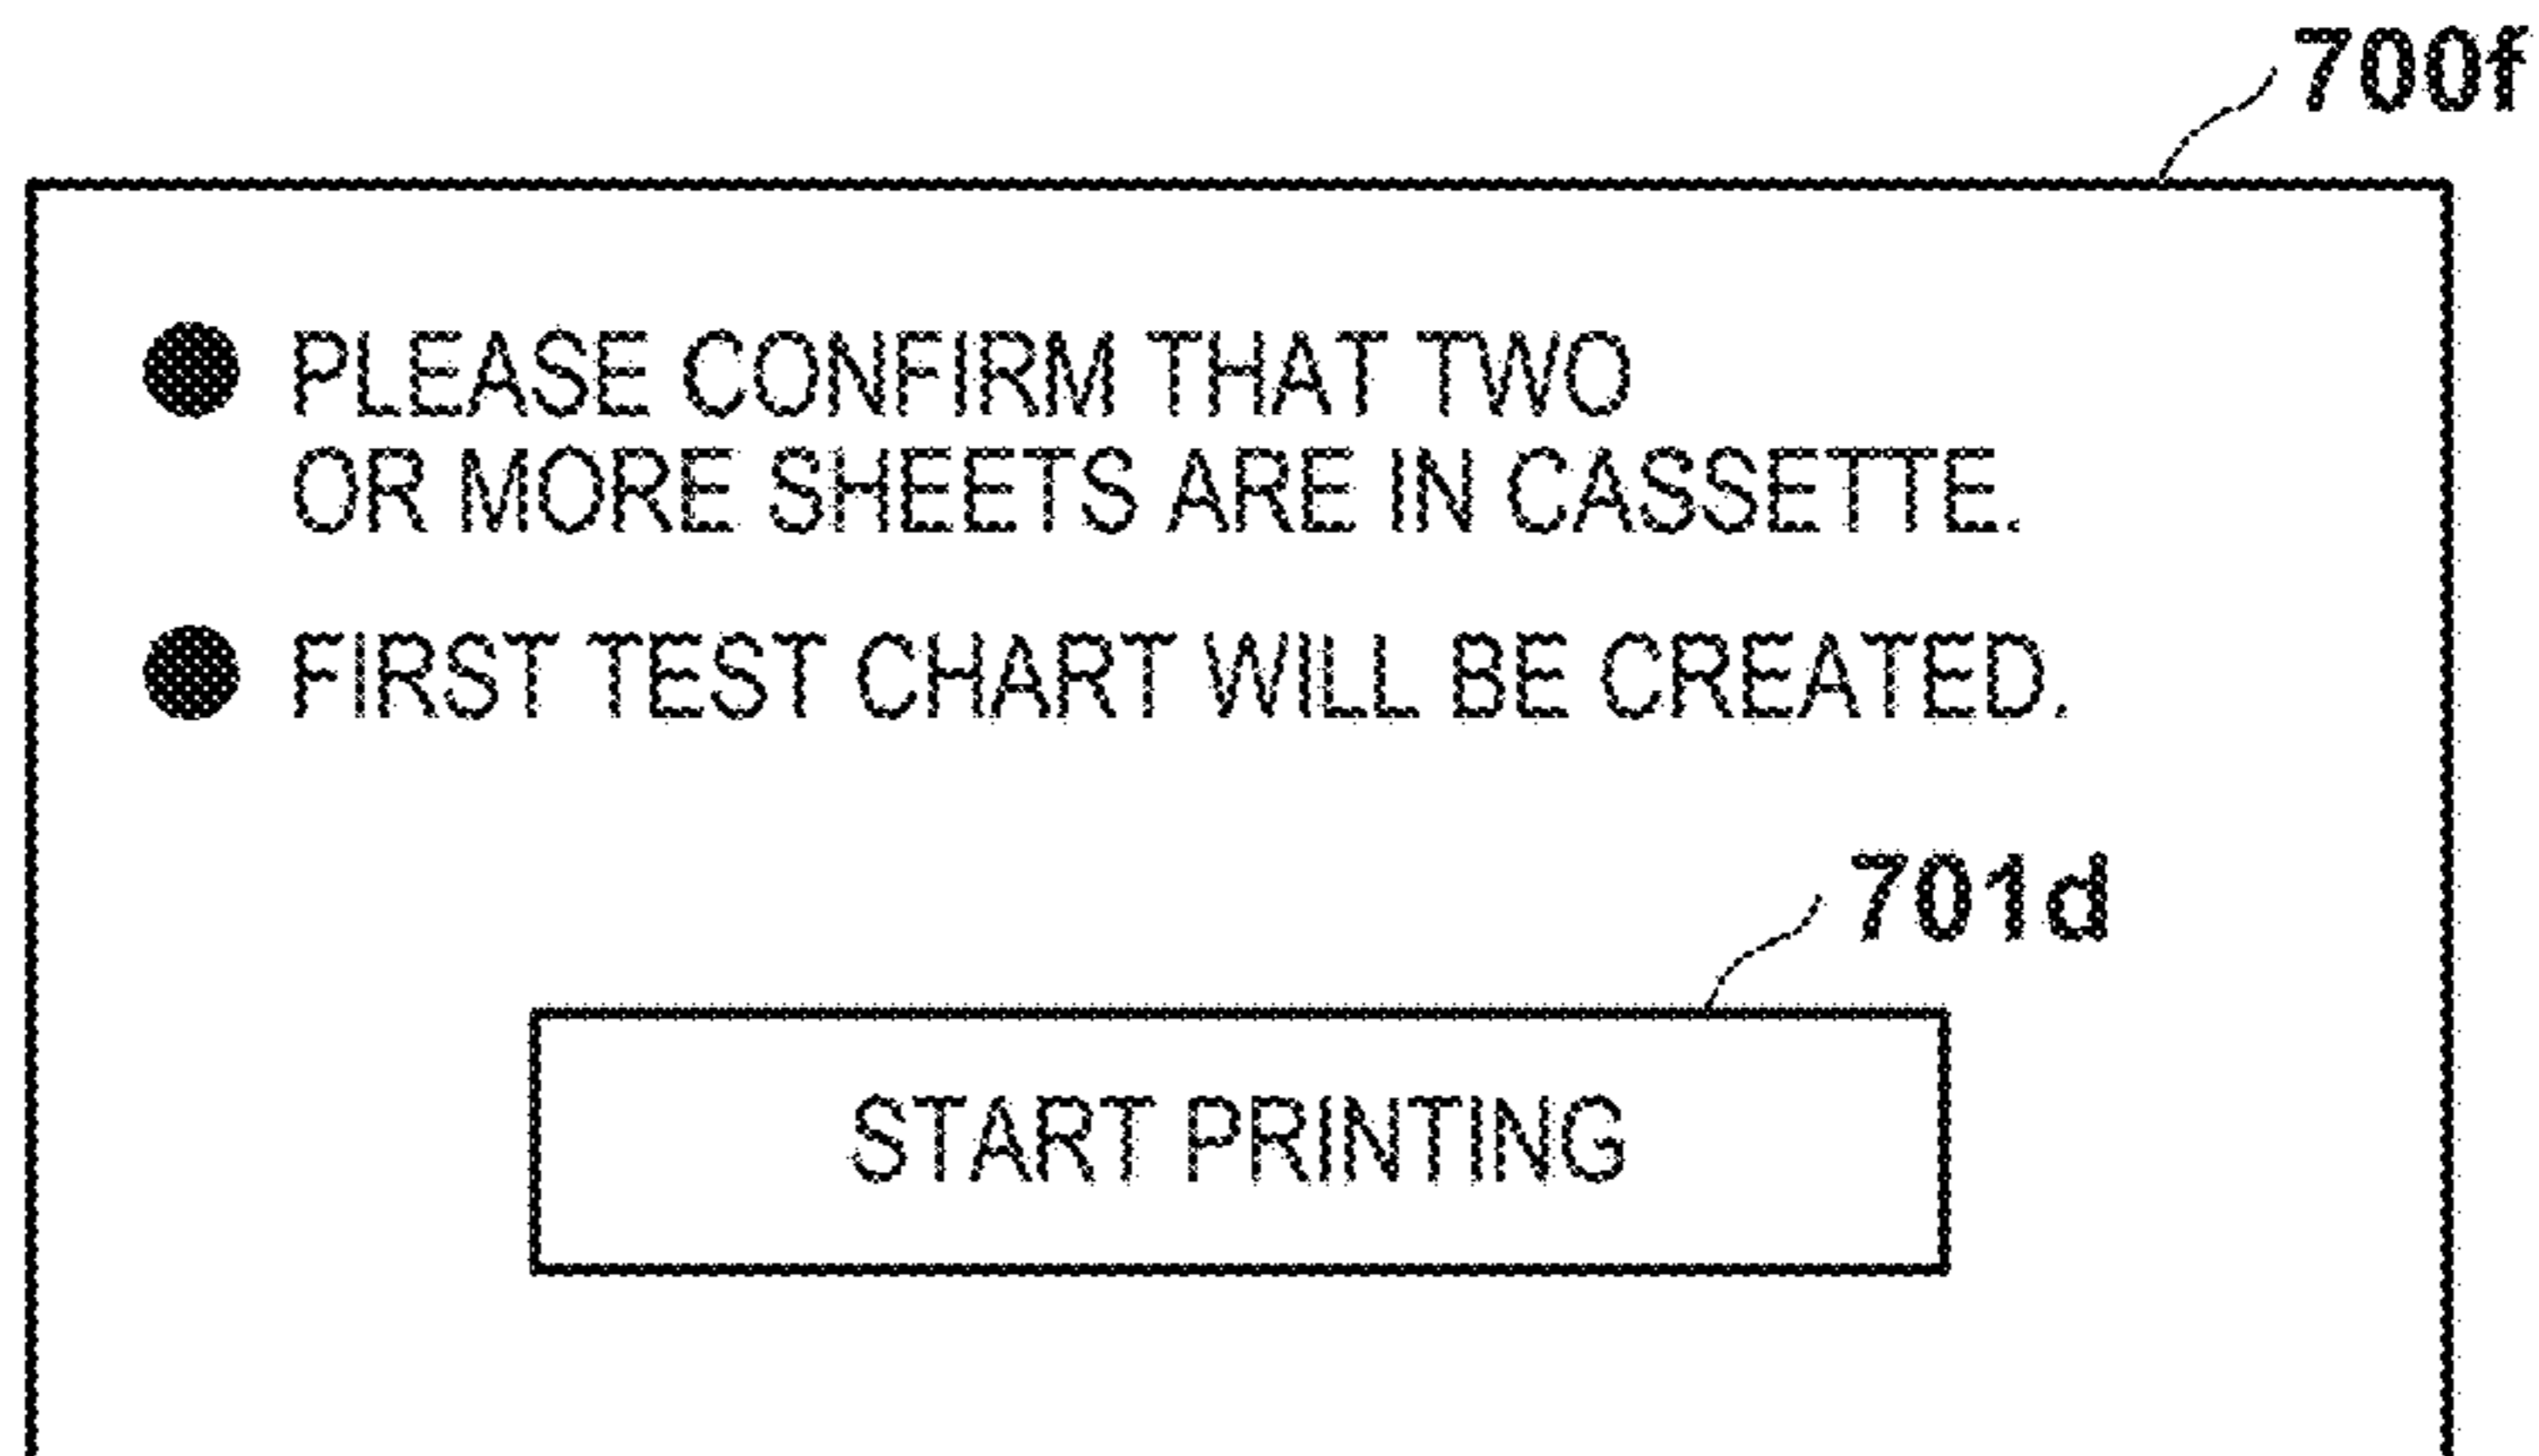 700f
● PLEASE CONFIRM THAT TWO
OR MORE SHEETS ARE IN CASSETTE.
● FIRST TEST CHART WILL BE CREATED.
701d
START PRINTING